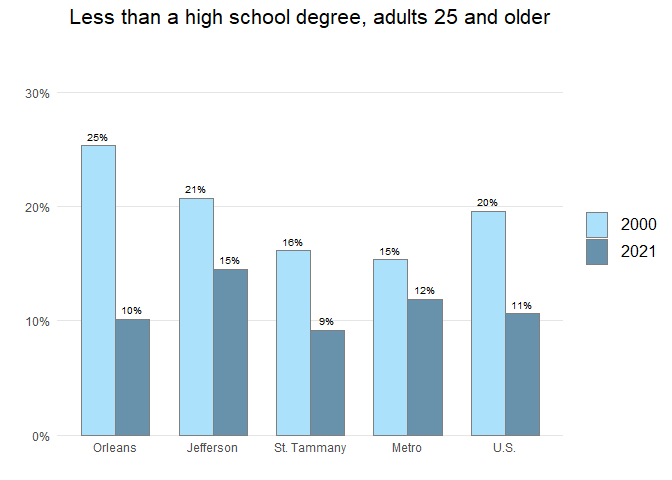 Less than a high school degree, adults 25 and older
30%
20%
10%
0%
25%
10%
21%
15%
16%
9%
15%
12%
20%
11%
Orleans
Jefferson
St. Tammany
Metro
U.S.
2000
2021